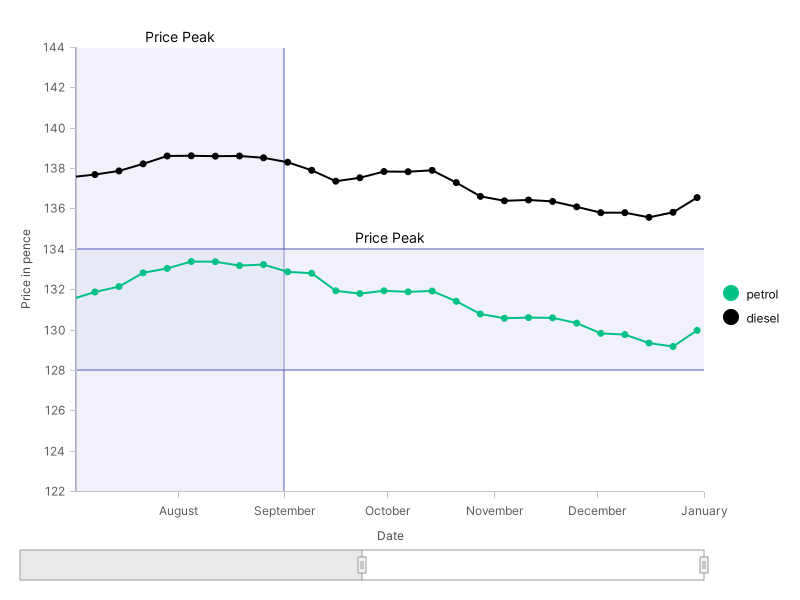 Price Peak
144
142
140
138
136
134
132
130
128
126
124
122
Price in pence
Price Peak
petrol
diesel
August
September
October
November
December
January
Date